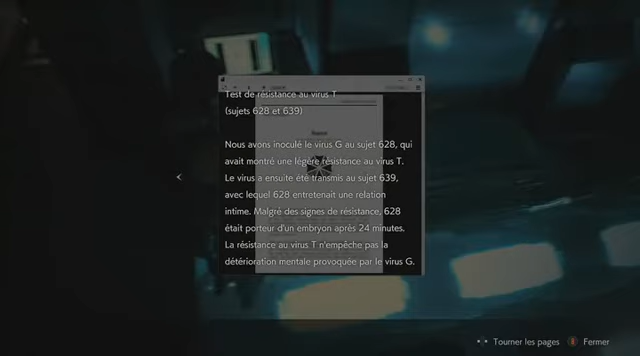 Test de résistance au virus T
(sujets 628 et 639)
Nous avons inoculé le virus G au sujet 628, qui
avait montré une légère résistance au virus T.
Le virus a ensuite été transmis au sujet 639,
avec lequel 628 entretenait une relation
intime. Malgré des signes de résistance, 628
était porteur d'un embryon après 24 minutes.
La résistance au virus T n'empêche pas la
détérioration mentale provoquée par le virus G.
Tourner les pages
Fermer